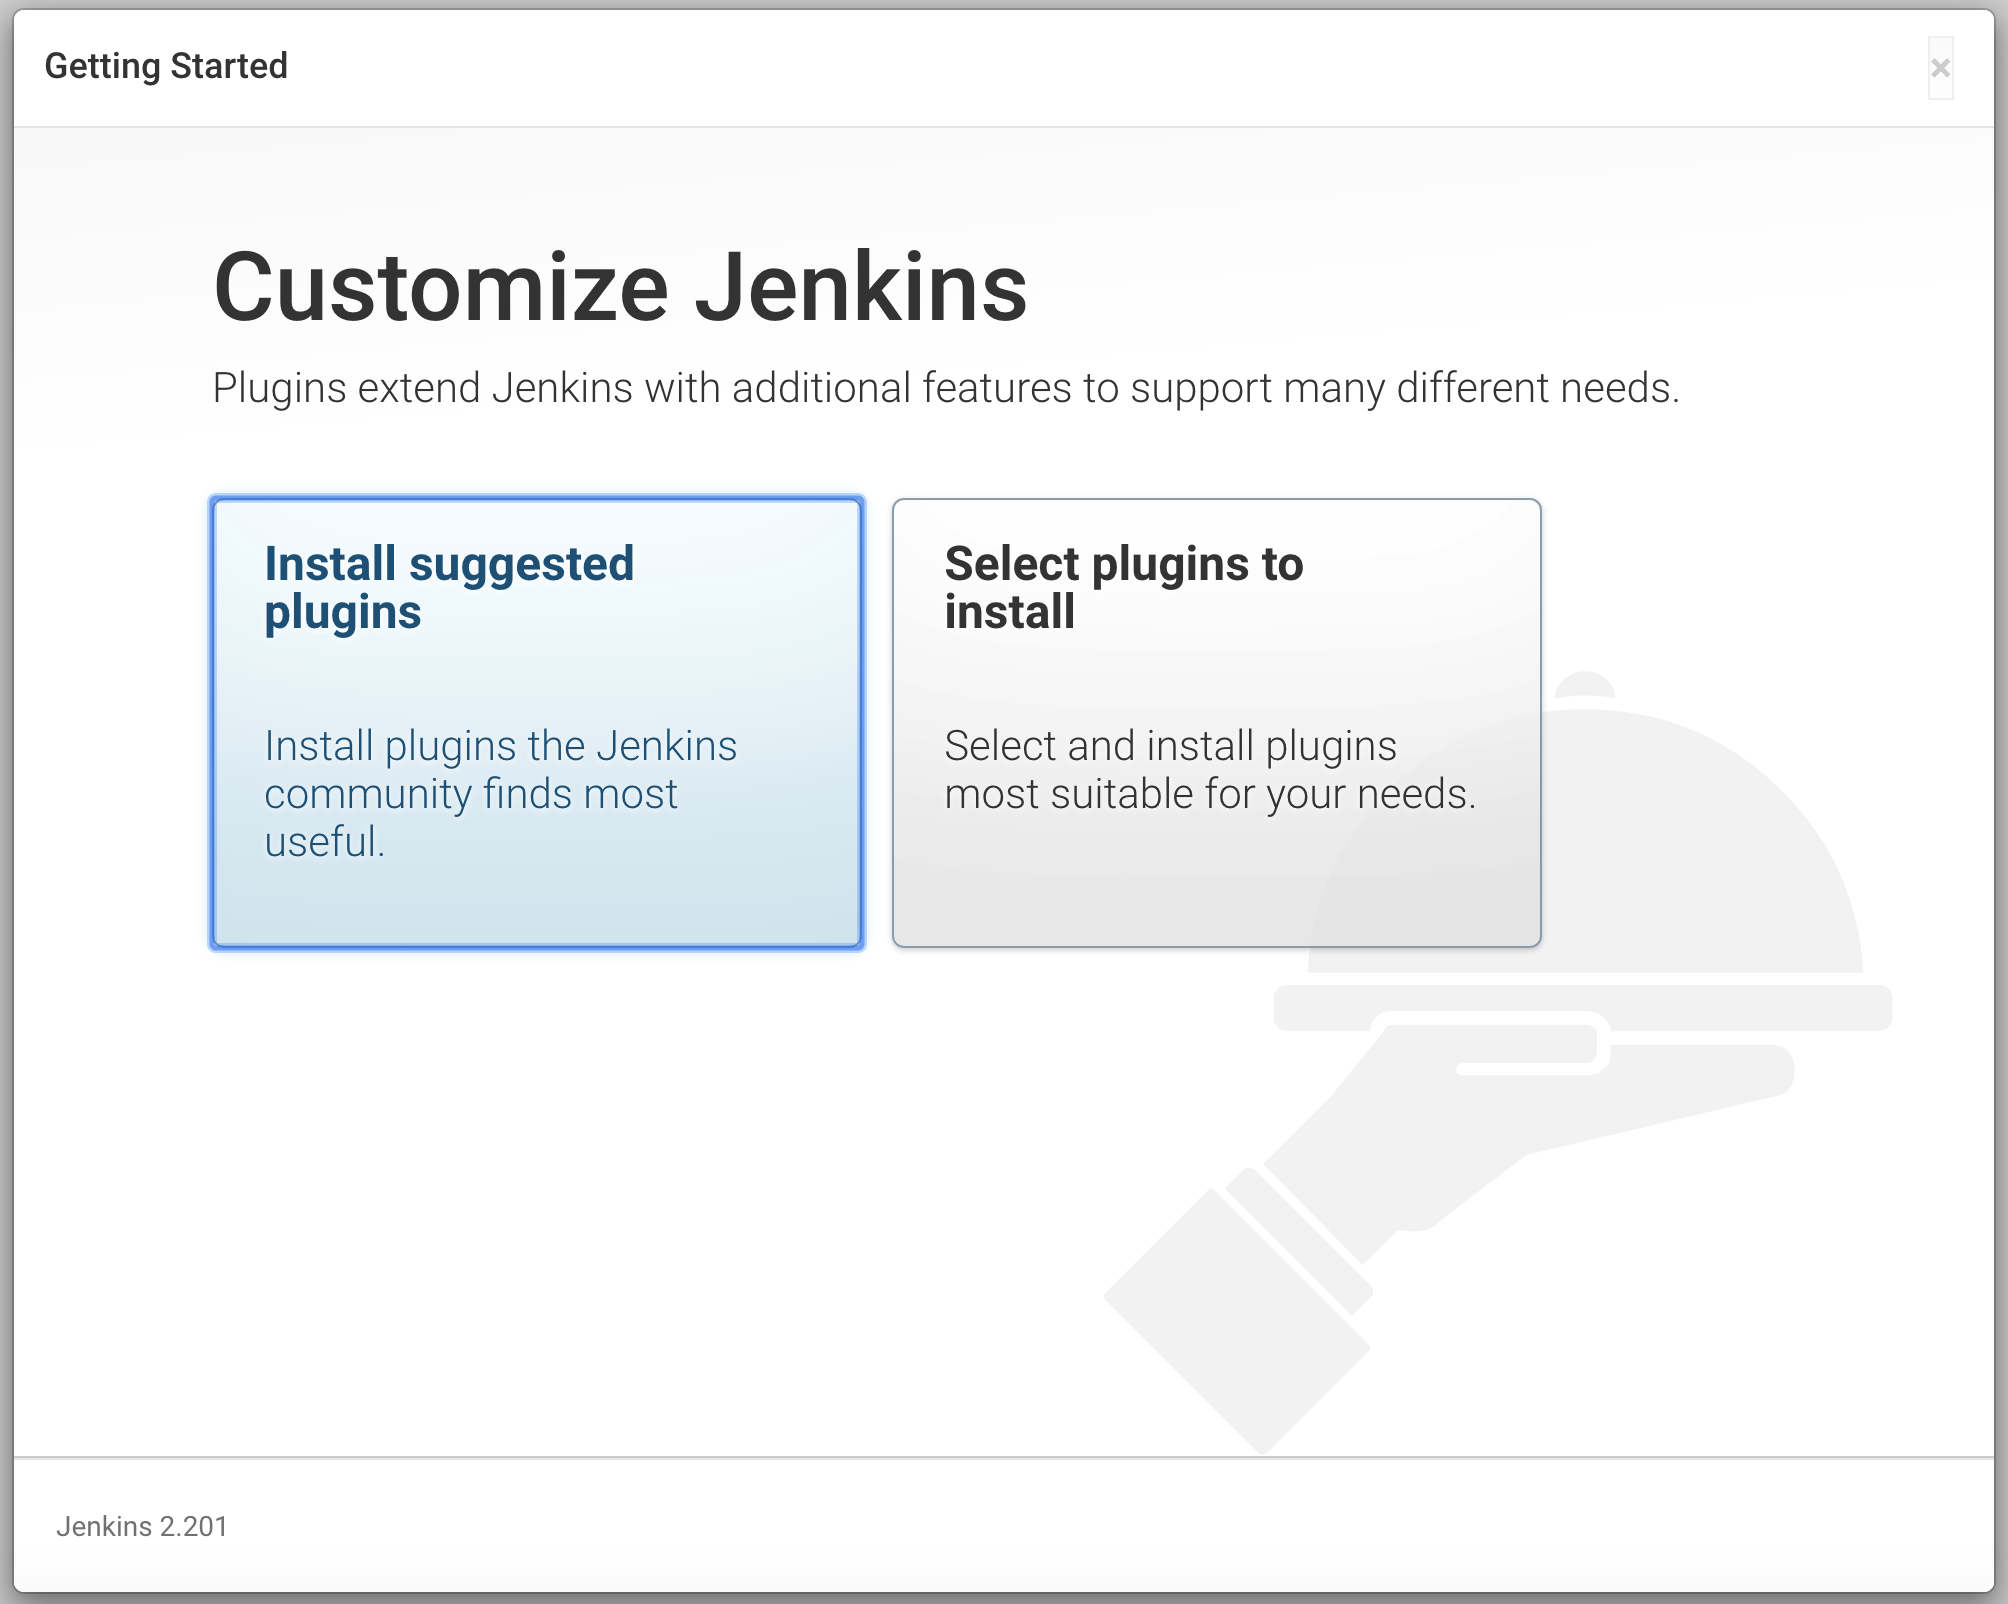 Getting Started
×
Customize Jenkins
Plugins extend Jenkins with additional features to support many different needs.
Install suggested
plugins
Install plugins the Jenkins
community finds most
useful.
Select plugins to
install
Select and install plugins
most suitable for your needs.
Jenkins 2.201